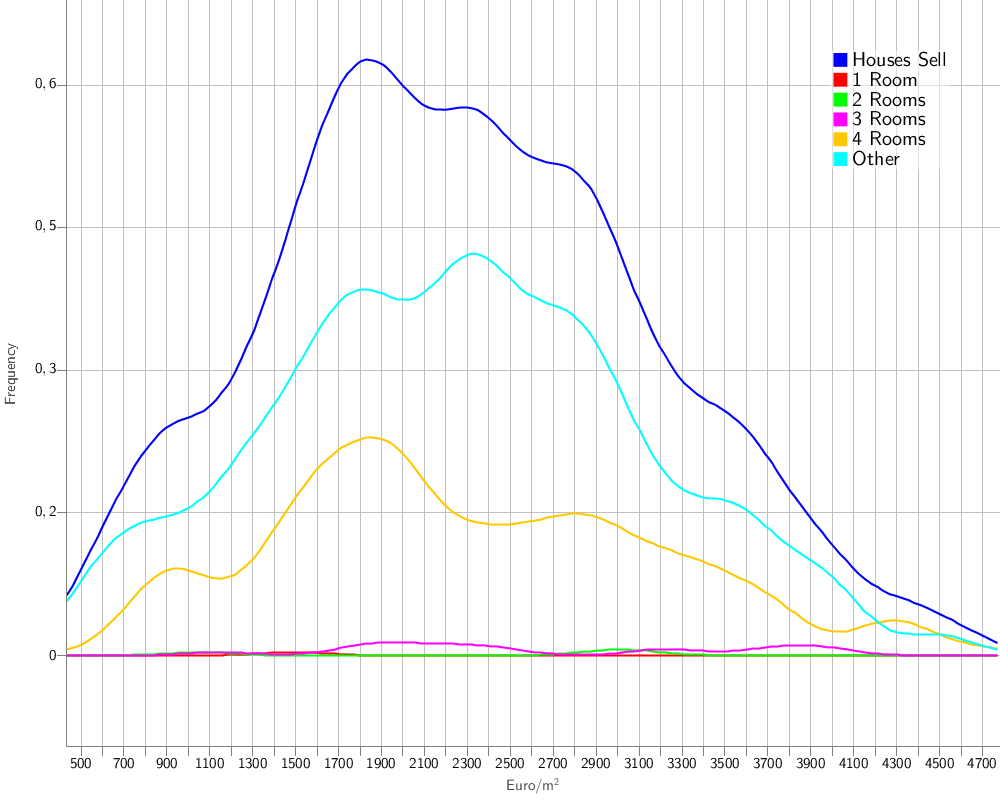 Houses Sell
1 Room
2 Rooms
3 Rooms
4 Rooms
Other
0, 6
0, 5
0, 3
0, 2
0
Frequency
500 700 900 1100 1300 1500 1700 1900 2100 2300 2500 2700 2900 3100 3300 3500 3700 3900 4100 4300 4500 4700
Euro/m²